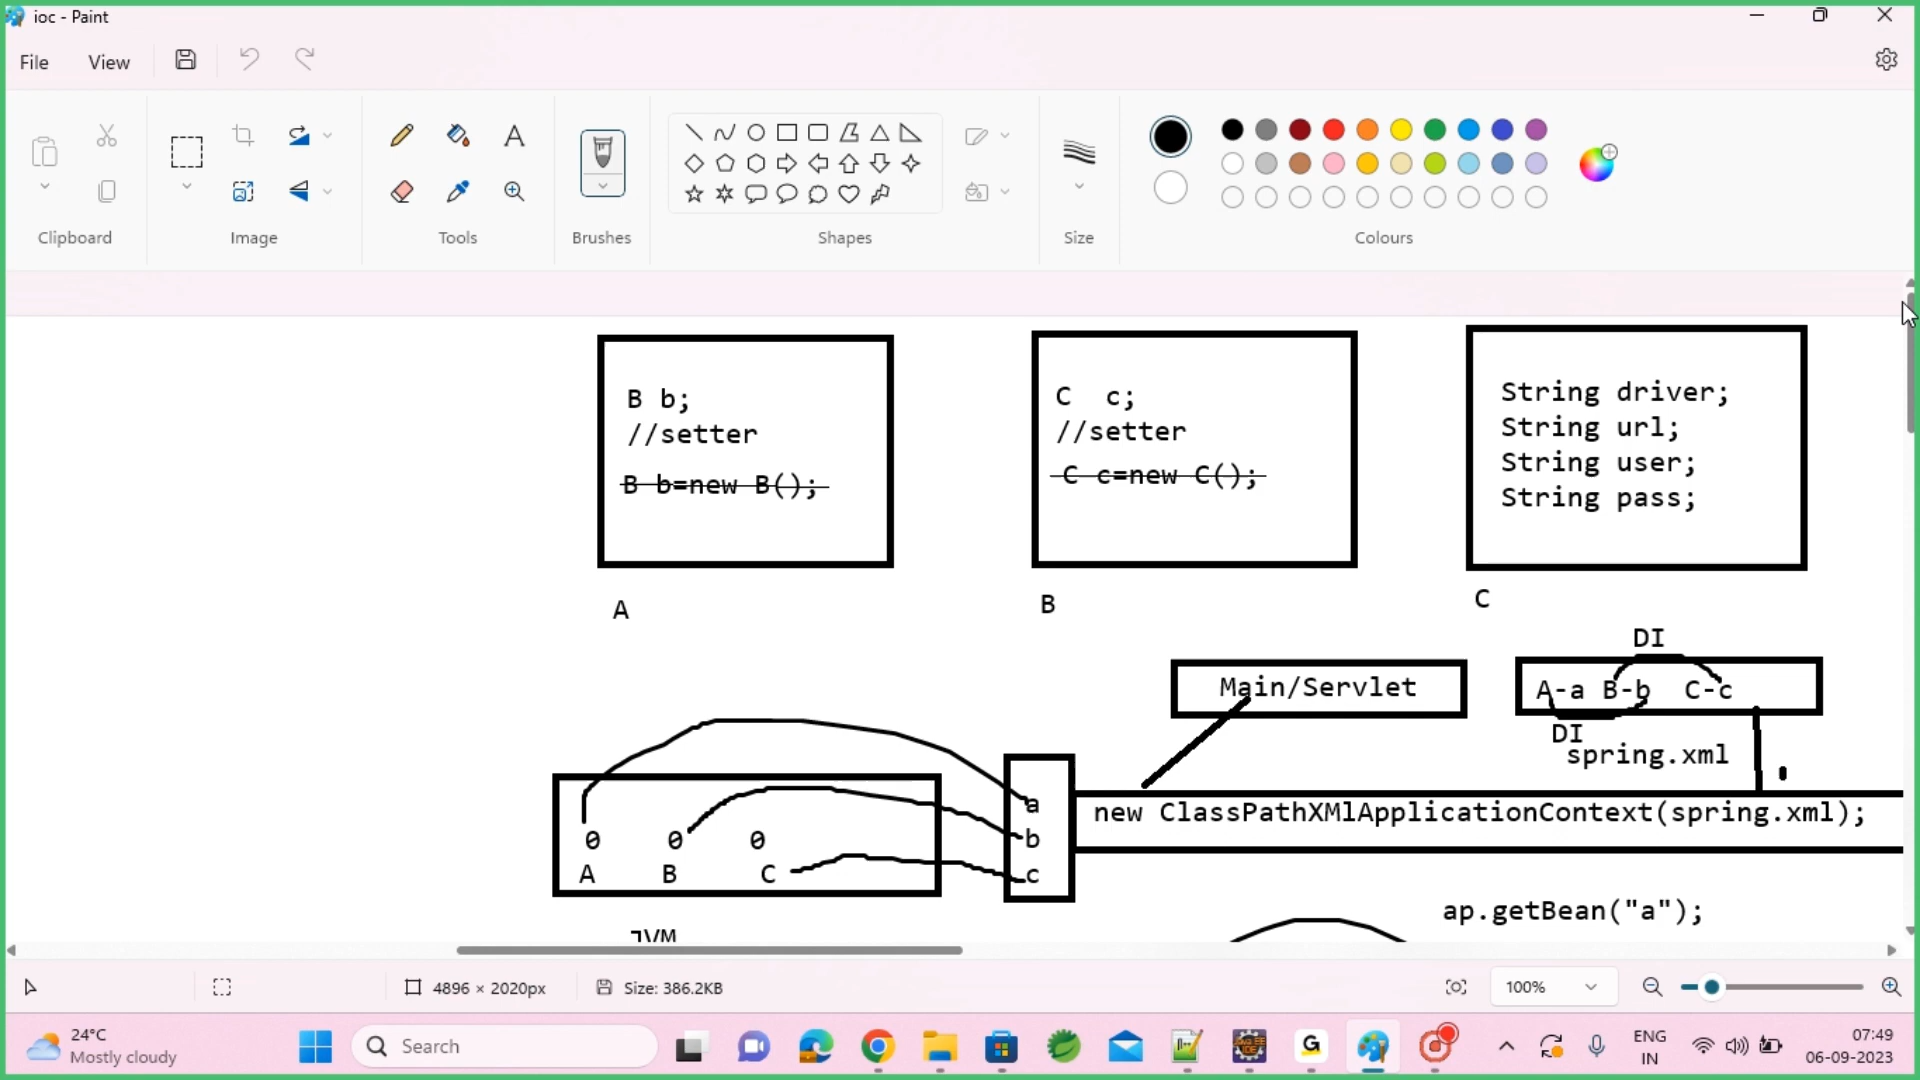 ioc - Paint
File View
Clipboard
Image
Tools
Brushes
Shapes
Size
Colours
B b;
//setter
B b=new B();
A
C c;
//setter
C c=new C();
B
String driver;
String url;
String user;
String pass;
C
DI
Main/Servlet
A-a B-b C-c
DI
spring.xml
a
b
c
new ClassPathXMlApplicationContext(spring.xml);
0 0 0
A B C
ap.getBean("a");
JVM
4896 × 2020px
Size: 386.2KB
100%
24°C
Mostly cloudy
Search
ENG
IN
07:49
06-09-2023